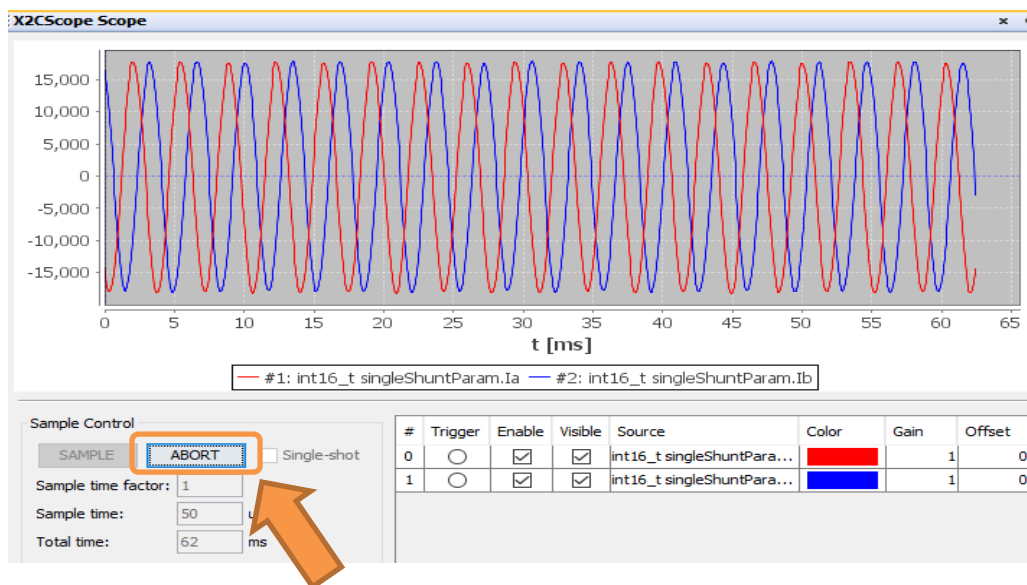 X2CScope Scope
15,000
10,000
5,000
0
-5,000
-10,000
-15,000
0 5 10 15 20 25 30 35 40 45 50 55 60 65
t [ms]
#1: int16_t singleShuntParam.Ia #2: int16_t singleShuntParam.Ib
Sample Control
SAMPLE ABORT Single-shot
Sample time factor: 1
Sample time: 50 u
Total time: 62 ms
# Trigger Enable Visible Source Color Gain Offset
0 int16_t singleShuntPara... 1 0
1 int16_t singleShuntPara... 1 0